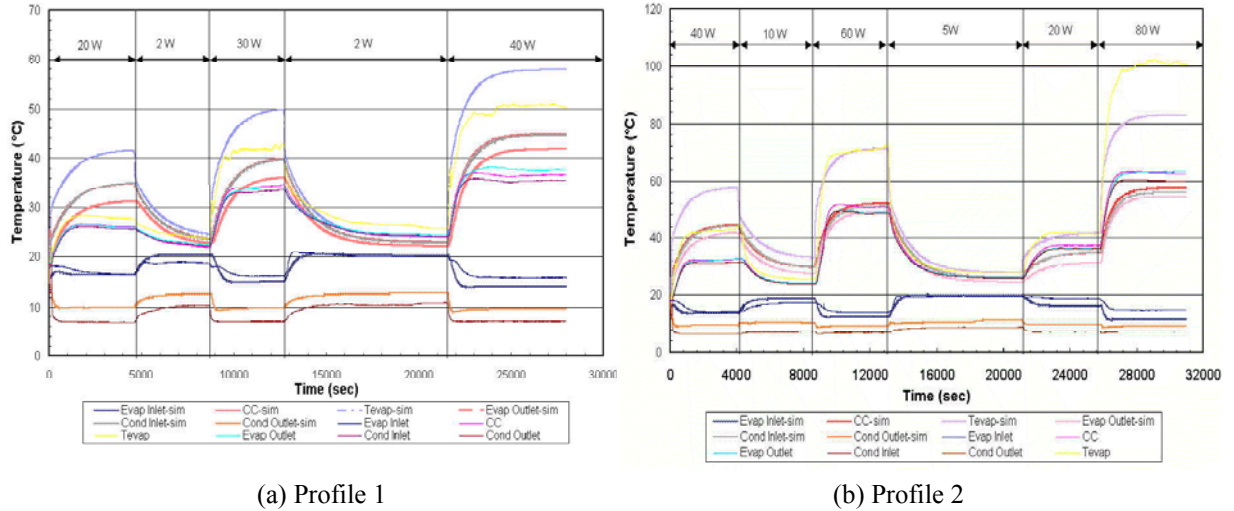 70
60
50
40
30
20
10
0
Temperature (°C)
20 W
2 W
30 W
2 W
40 W
0
5000
10000
15000
20000
25000
30000
Time (sec)
Evap Inlet-sim
CC-sim
Tevap-sim
Evap Outlet-sim
Cond Inlet-sim
Cond Outlet-sim
Evap Inlet
CC
Tevap
Evap Outlet
Cond Inlet
Cond Outlet
(a) Profile 1
120
100
80
60
40
20
0
Temperature (°C)
40 W
10 W
60 W
5W
20 W
80 W
0
4000
8000
12000
16000
20000
24000
28000
32000
Time (sec)
Evap Inlet-sim
CC-sim
Tevap-sim
Evap Outlet-sim
Cond Inlet-sim
Cond Outlet-sim
Evap Inlet
CC
Evap Outlet
Cond Inlet
Cond Outlet
Tevap
(b) Profile 2